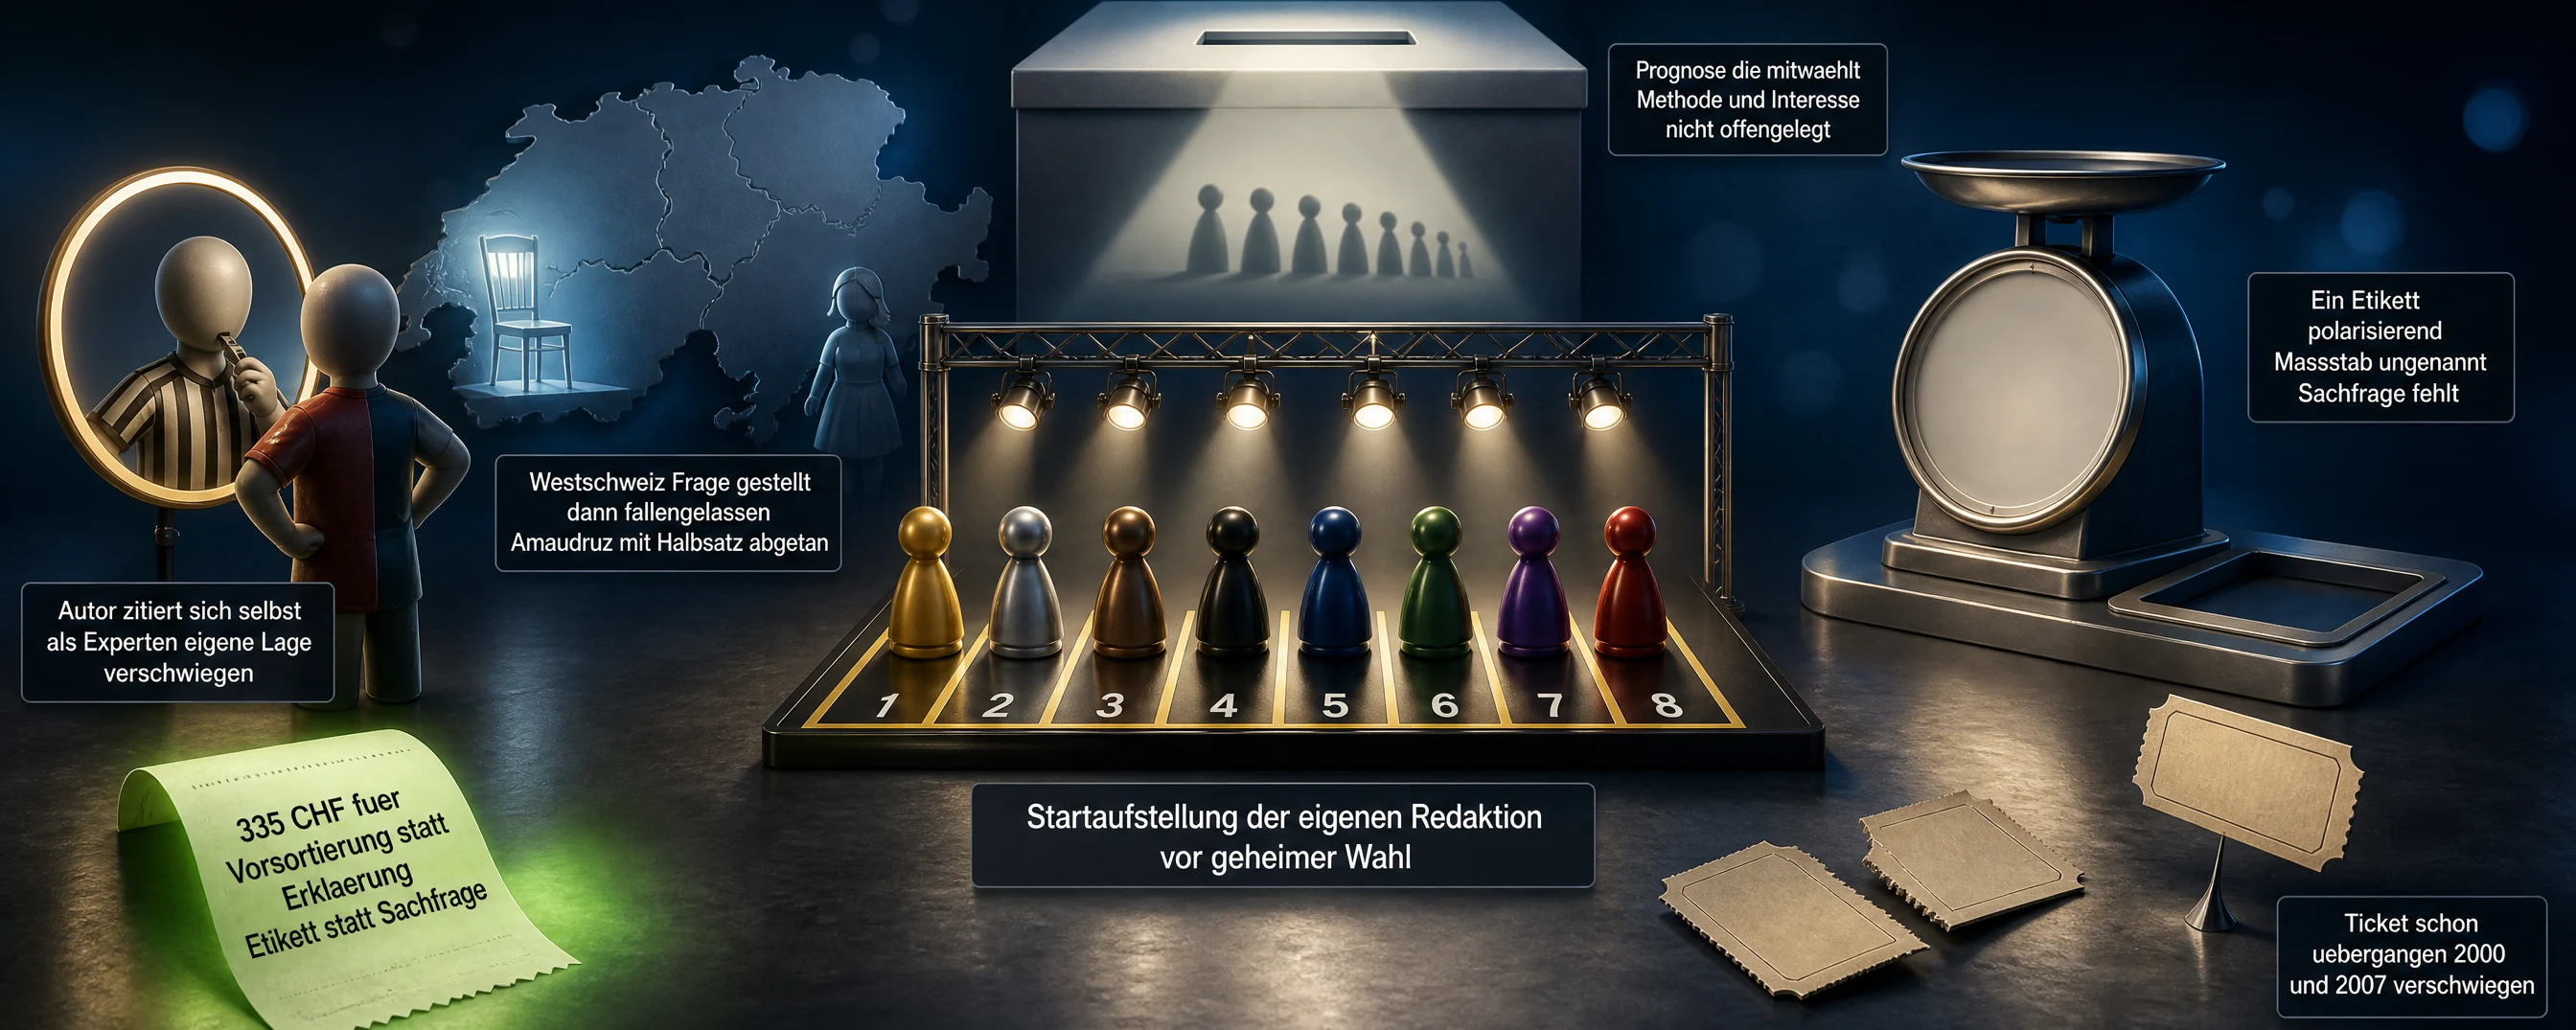 Prognose die mitwaehlt
Methode und Interesse
nicht offengelegt
Ein Etikett
polarisierend
Massstab ungenannt
Sachfrage fehlt
Westschweiz Frage gestellt
dann fallengelassen
Amaudruz mit Halbsatz abgetan
Autor zitiert sich selbst
als Experten eigene Lage
verschwiegen
1 2 3 4 5 6 7 8
335 CHF fuer
Vorsortierung statt
Erklaerung
Etikett statt Sachfrage
Startaufstellung der eigenen Redaktion
vor geheimer Wahl
Ticket schon
uebergangen 2000
und 2007 verschwiegen